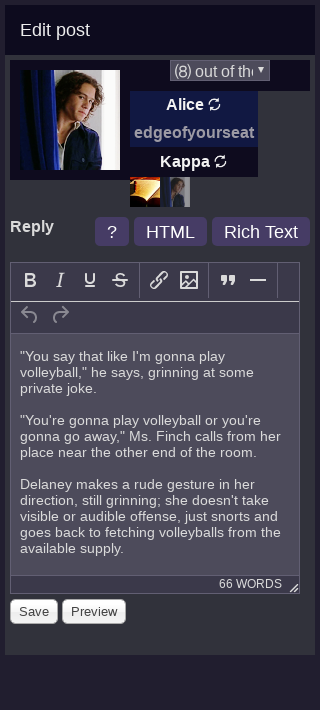 Edit post
(8) out of the
Alice
edgeofyourseat
Kappa
Reply
? HTML Rich Text
B I U S
"You say that like I'm gonna play
volleyball," he says, grinning at some
private joke.
"You're gonna play volleyball or you're
gonna go away," Ms. Finch calls from her
place near the other end of the room.
Delaney makes a rude gesture in her
direction, still grinning; she doesn't take
visible or audible offense, just snorts and
goes back to fetching volleyballs from the
available supply.
66 WORDS
Save Preview